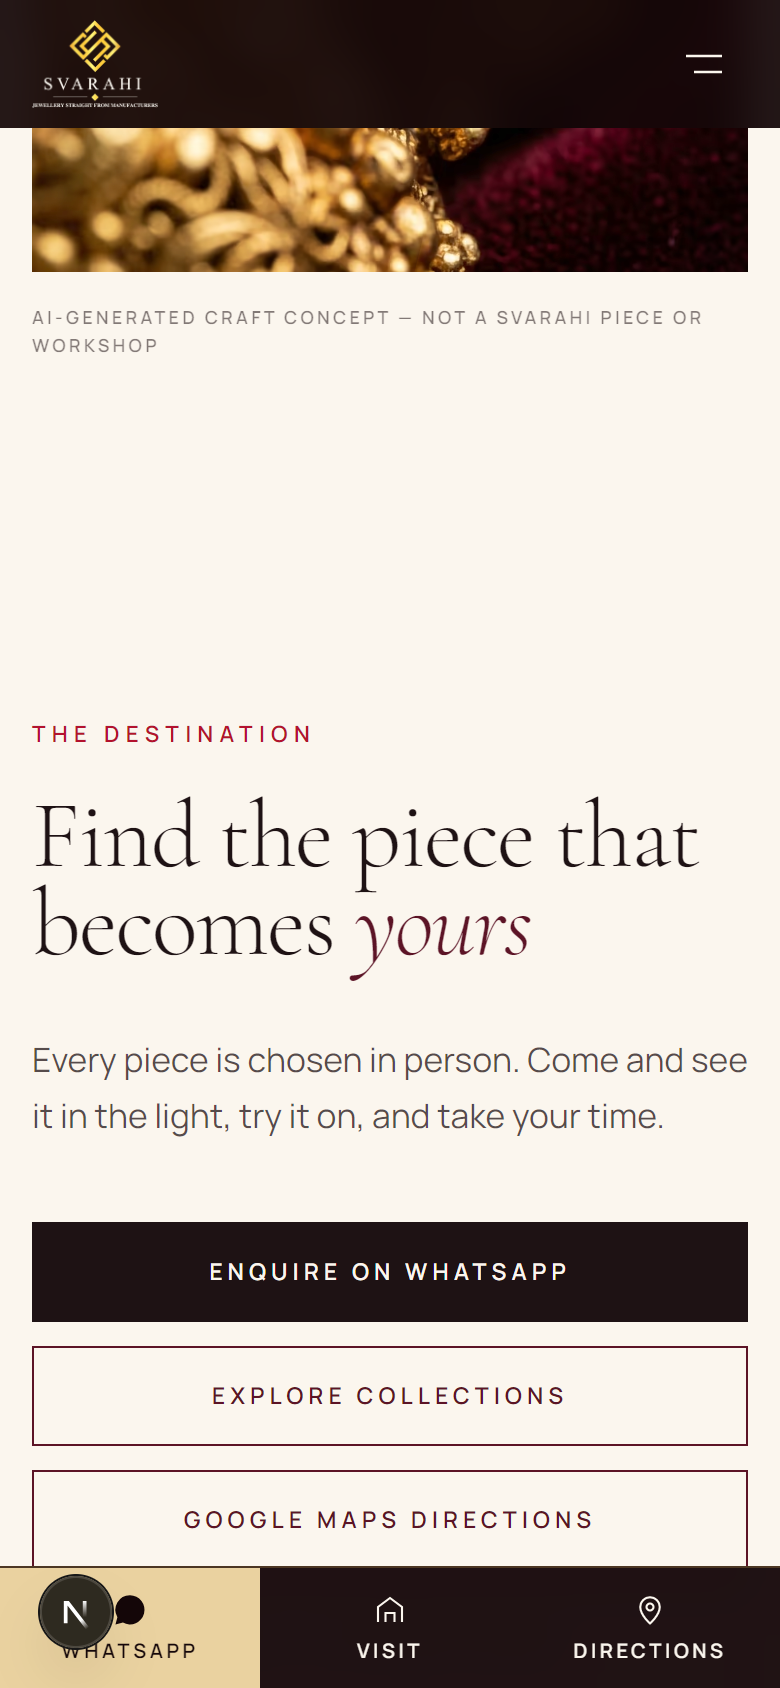 SVARAHI
JEWELLERY STRAIGHT FROM MANUFACTURERS
AI-GENERATED CRAFT CONCEPT — NOT A SVARAHI PIECE OR
WORKSHOP
THE DESTINATION
Find the piece that
becomes yours
Every piece is chosen in person. Come and see
it in the light, try it on, and take your time.
ENQUIRE ON WHATSAPP
EXPLORE COLLECTIONS
GOOGLE MAPS DIRECTIONS
N
WHATSAPP
VISIT
DIRECTIONS